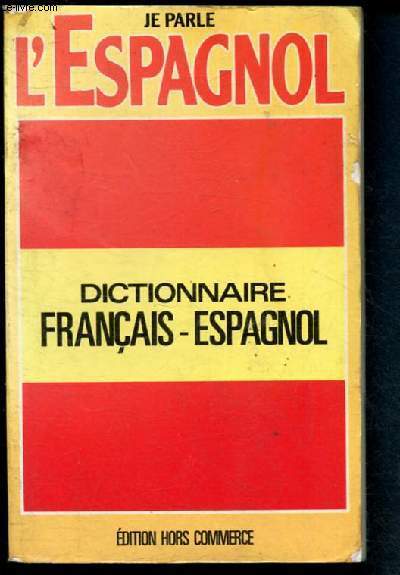 JE PARLE
L'ESPAGNOL
DICTIONNAIRE
FRANÇAIS - ESPAGNOL
ÉDITION HORS COMMERCE